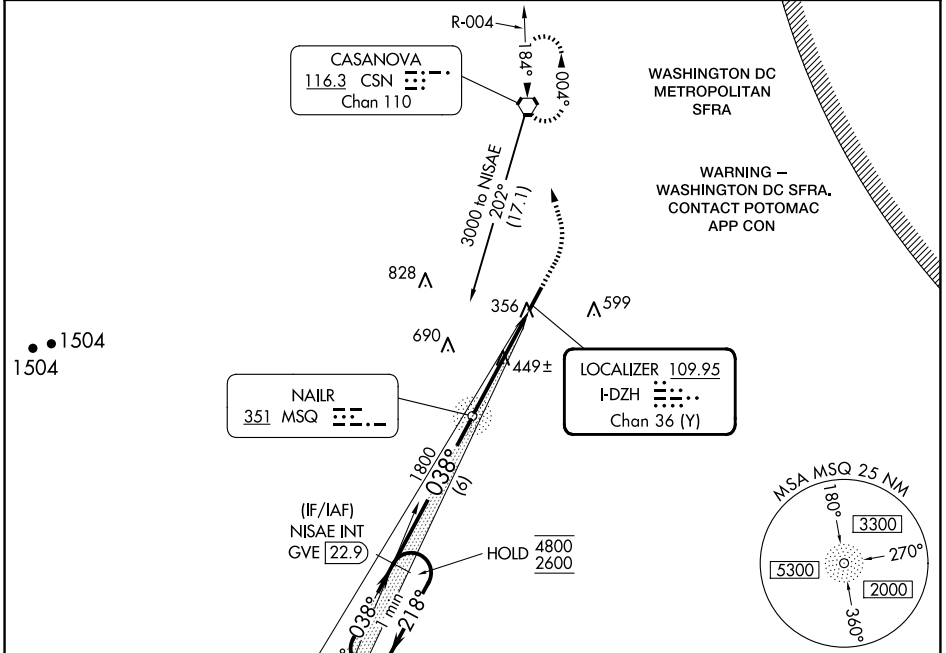 R-004
184°
004°
CASANOVA
116.3 CSN
Chan 110
WASHINGTON DC
METROPOLITAN
SFRA
WARNING –
WASHINGTON DC SFRA.
CONTACT POTOMAC
APP CON
3000 to NISAE
202°
(17.1)
828
356
599
690
1504
1504
449±
LOCALIZER 109.95
I-DZH
Chan 36 (Y)
NAILR
351 MSQ
1800
038°
(6)
(IF/IAF)
NISAE INT
GVE 22.9
HOLD 4800
2600
038°
1 min
218°
MSA MSQ 25 NM
180°
3300
270°
5300
2000
360°